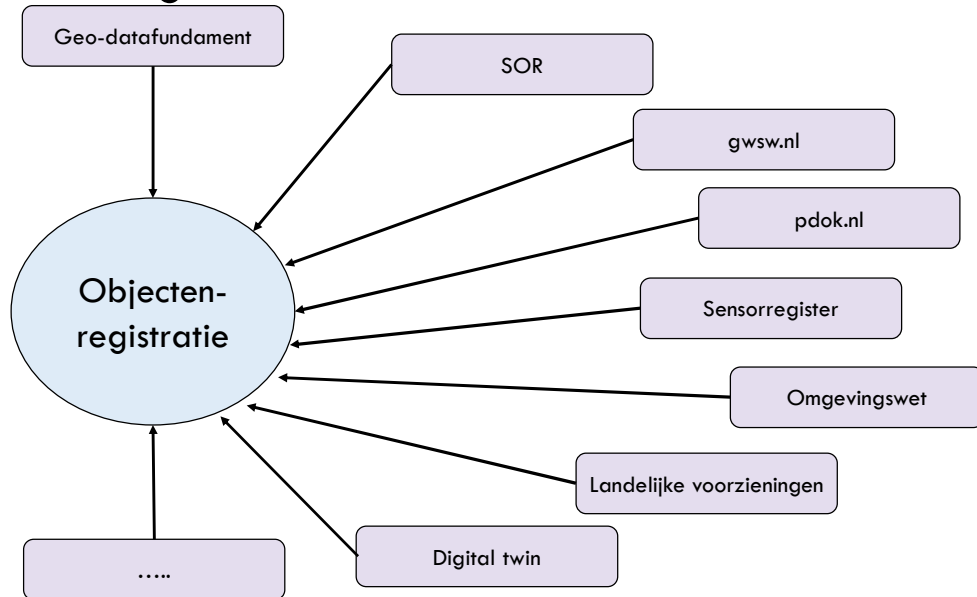 Geo-datafundament
SOR
gwsw.nl
pdok.nl
Objecten-
registratie
Sensorregister
Omgevingswet
Landelijke voorzieningen
Digital twin
.....